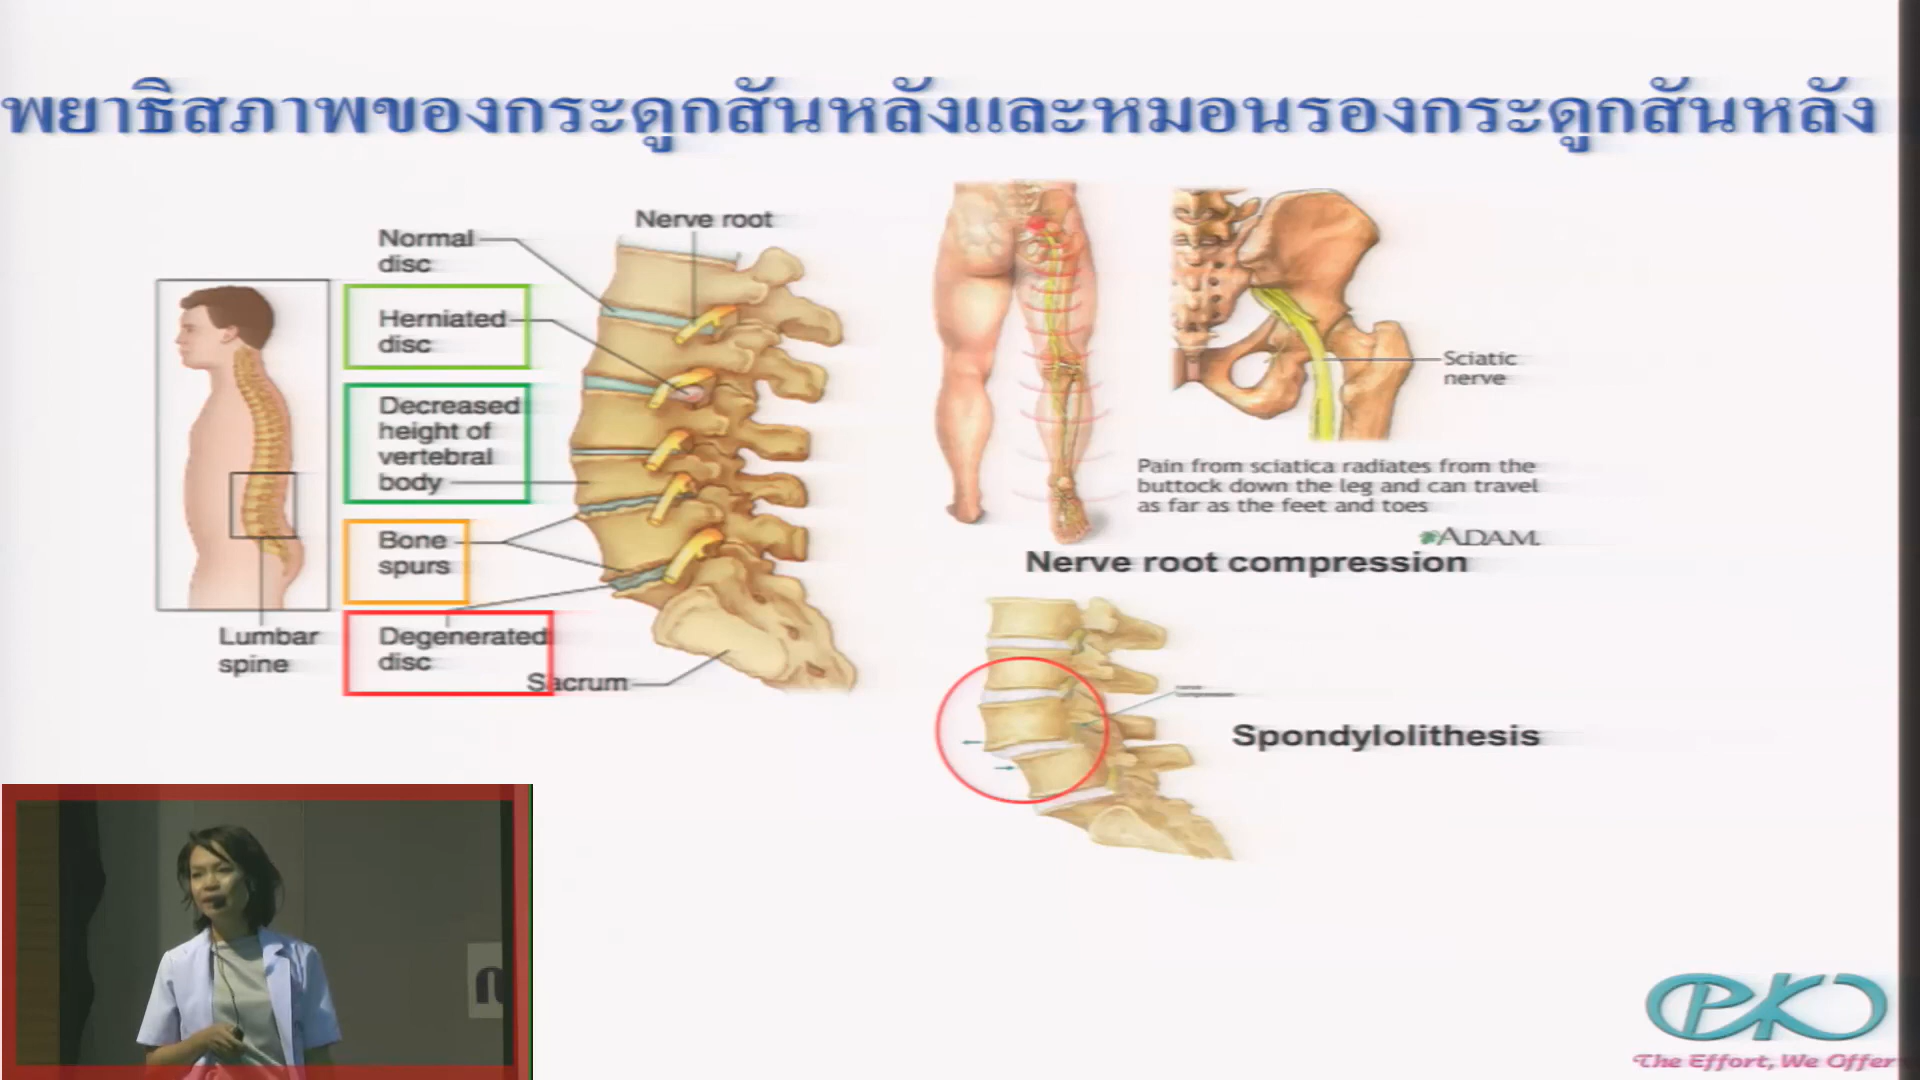 พยาธิสภาพของกระดูกสันหลังและหมอนรองกระดูกสันหลัง
Nerve root
Normal
disc
Herniated
disc
Decreased
height of
vertebral
body
Bone
spurs
Degenerated
disc
Sacrum
Lumbar
spine
Sciatic
nerve
Pain from sciatica radiates from the
buttock down the leg and can travel
as far as the feet and toes
ADAM.
Nerve root compression
Spondylolithesis
PK
The Effort, We Offer